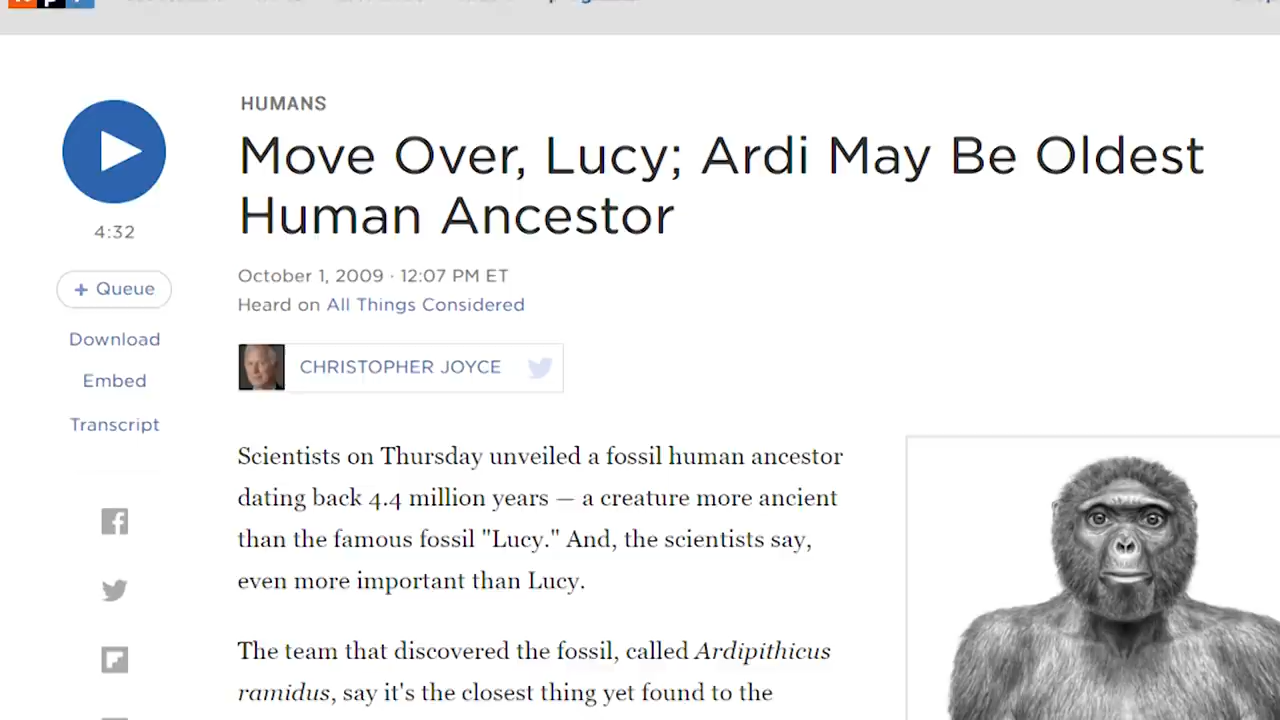 HUMANS
Move Over, Lucy; Ardi May Be Oldest
Human Ancestor
4:32
October 1, 2009 · 12:07 PM ET
+ Queue
Heard on All Things Considered
Download
CHRISTOPHER JOYCE
Embed
Transcript
Scientists on Thursday unveiled a fossil human ancestor
dating back 4.4 million years — a creature more ancient
than the famous fossil "Lucy." And, the scientists say,
even more important than Lucy.
The team that discovered the fossil, called Ardipithicus
ramidus, say it's the closest thing yet found to the